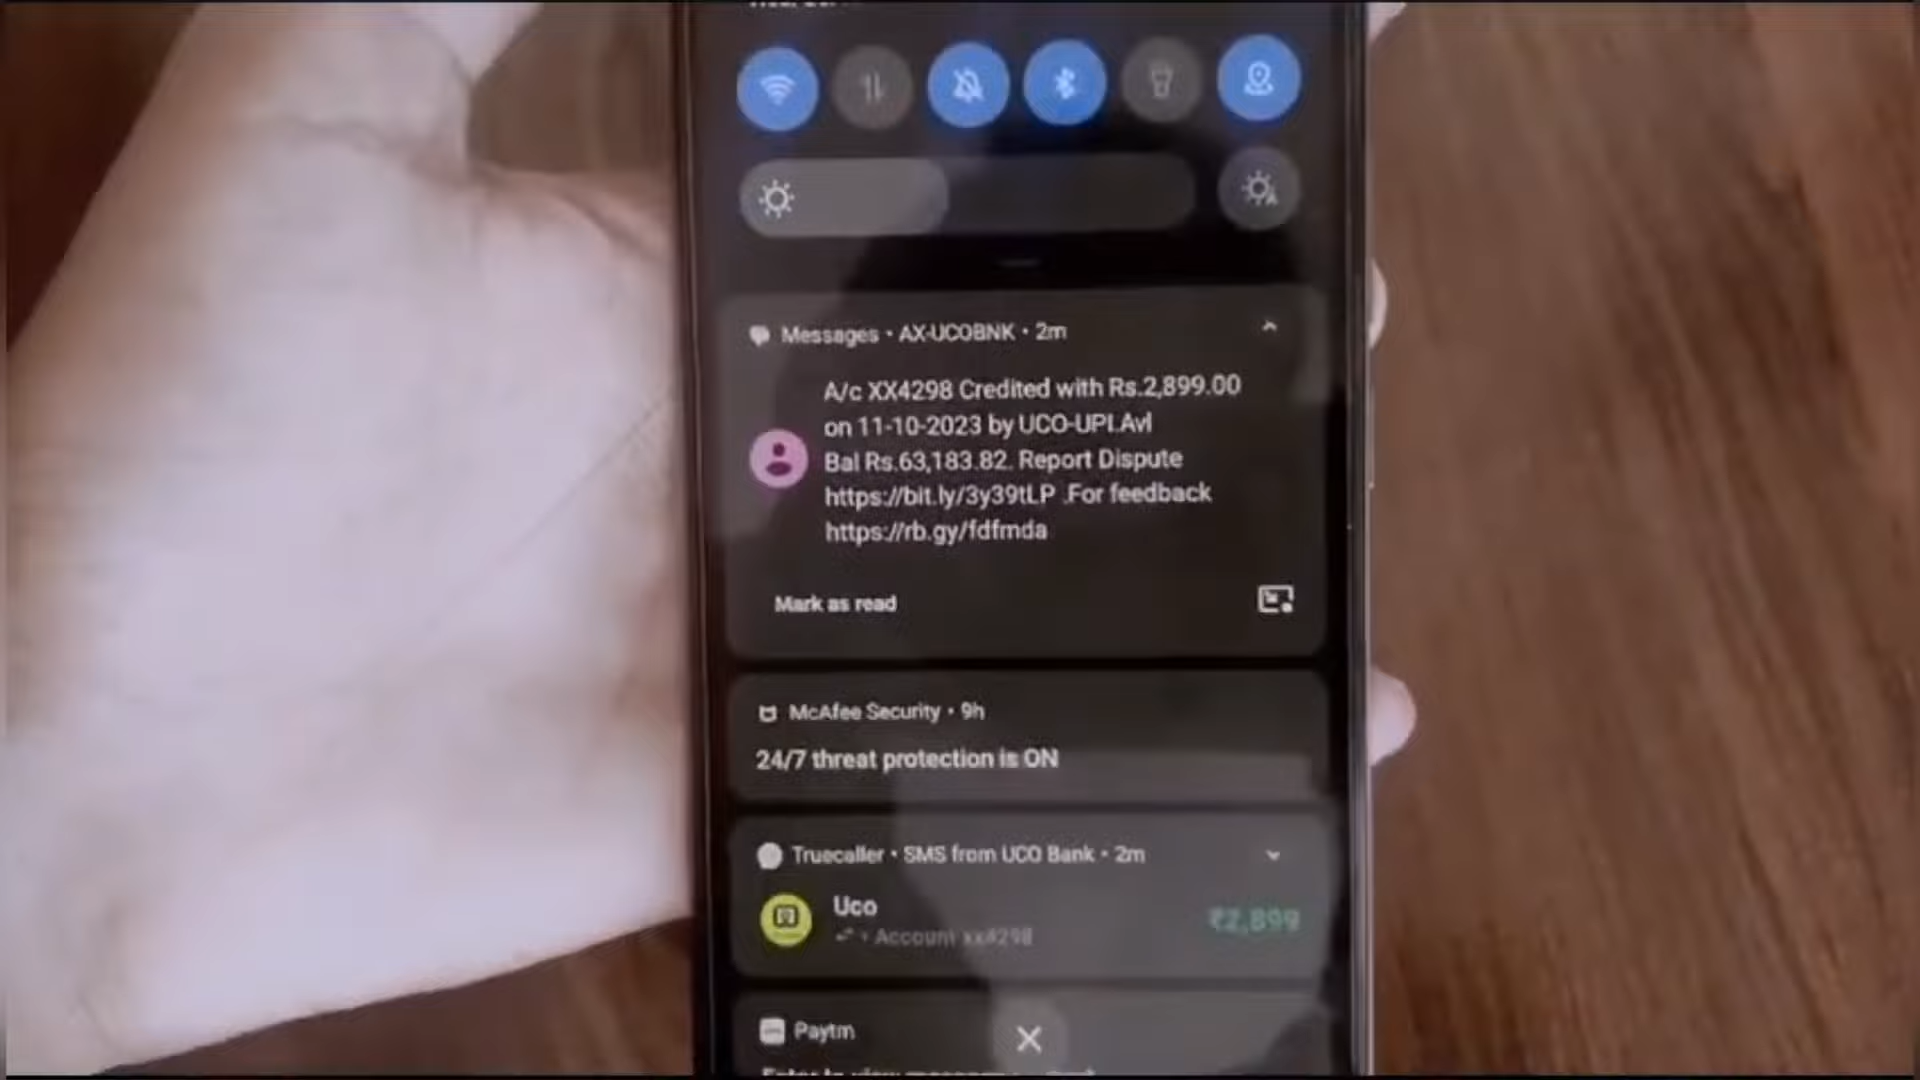 Messages • AX-UCOBNK • 2m
A/c XX4298 Credited with Rs.2,899.00
on 11-10-2023 by UCO-UPI.Avl
Bal Rs.63,183.82. Report Dispute
https://bit.ly/3y39tLP .For feedback
https://rb.gy/fdfmda
Mark as read
McAfee Security • 9h
24/7 threat protection is ON
Truecaller • SMS from UCO Bank • 2m
Uco
• Account xx4298
₹2,899
Paytm